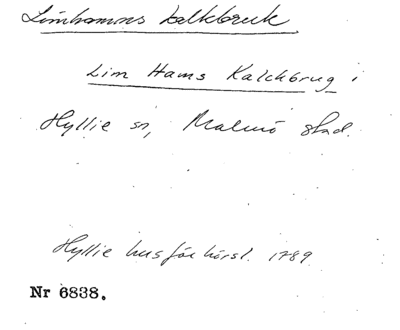 Limhamns kalkbruk
Lim Hams Kalckbrug i
Hyllie sn, Malmö stad.
Hyllie husförhörsl. 1789
Nr 6838.